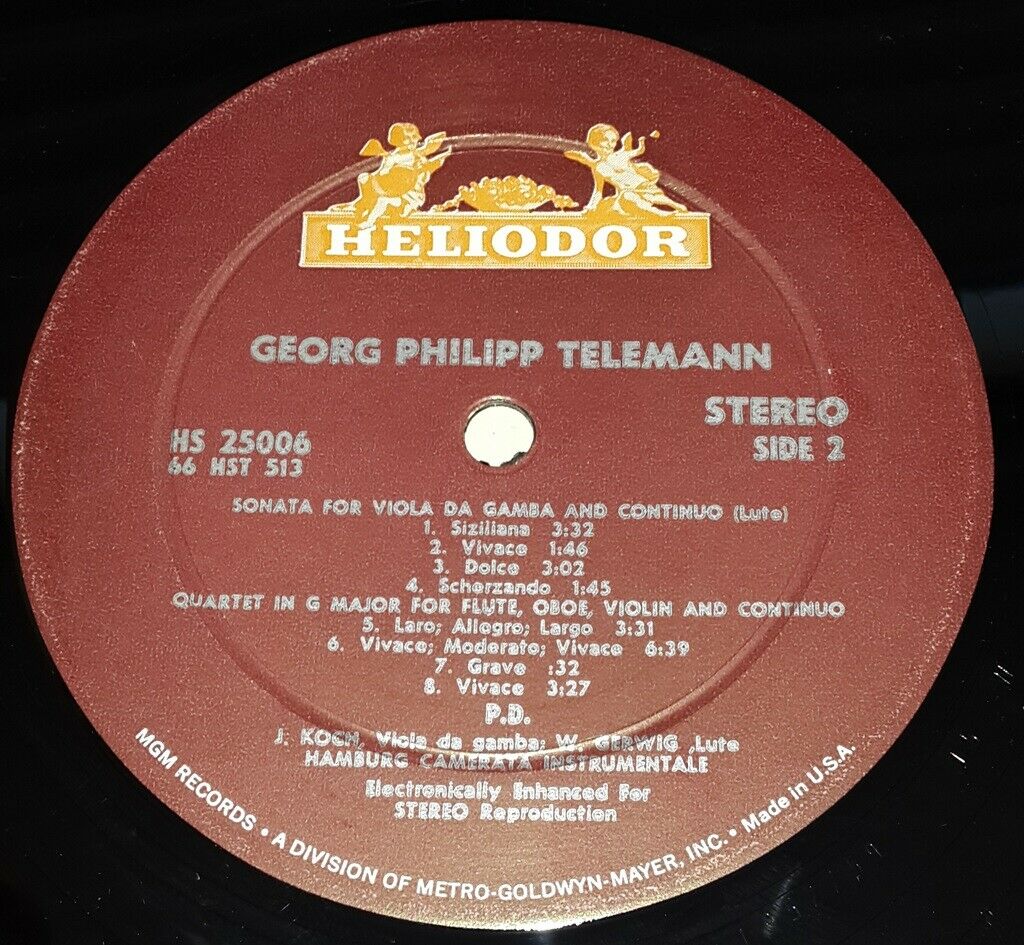 HELIODOR
GEORG PHILIPP TELEMANN
STEREO
SIDE 2
HS 25006
66 HST 513
SONATA FOR VIOLA DA GAMBA AND CONTINUO (Lute)
1. Siziliana 3:32
2. Vivace 1:46
3. Dolce 3:02
4. Scherzando 1:45
QUARTET IN G MAJOR FOR FLUTE, OBOE, VIOLIN AND CONTINUO
5. Laro; Allegro; Largo 3:31
6. Vivace; Moderato; Vivace 6:39
7. Grave :32
8. Vivace 3:27
P.D.
J. KOCH, Viola da gamba; W. GERWIG ,Lute
HAMBURG CAMERATA INSTRUMENTALE
Electronically Enhanced For
STEREO Reproduction
MGM RECORDS • A DIVISION OF METRO-GOLDWYN-MAYER, INC. • Made in U.S.A.